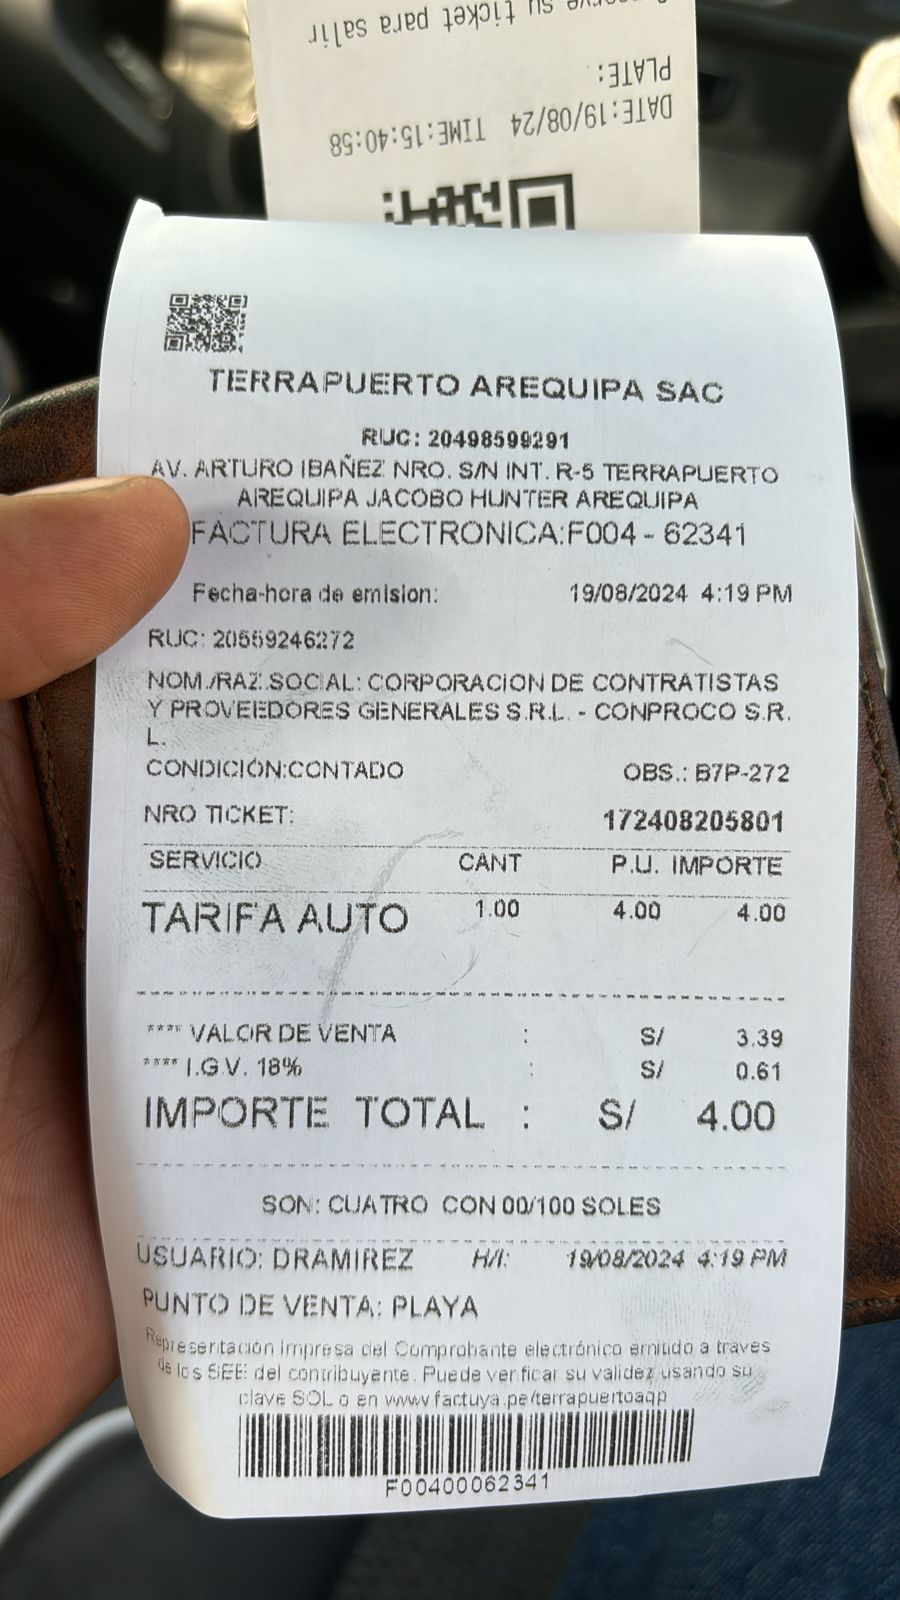 su ticket para salir
PLATE:
DATE:19/08/24 TIME:15:40:58
TERRAPUERTO AREQUIPA SAC
RUC: 20498599291
AV. ARTURO IBAÑEZ NRO. S/N INT. R-5 TERRAPUERTO
AREQUIPA JACOBO HUNTER AREQUIPA
FACTURA ELECTRONICA:F004 - 62341
Fecha-hora de emision: 19/08/2024 4:19 PM
RUC: 20559246272
NOM./RAZ.SOCIAL: CORPORACION DE CONTRATISTAS
Y PROVEEDORES GENERALES S.R.L. - CONPROCO S.R.
L.
CONDICIÓN:CONTADO OBS.: B7P-272
NRO TICKET: 172408205801
SERVICIO CANT P.U. IMPORTE
TARIFA AUTO 1.00 4.00 4.00
**** VALOR DE VENTA : S/ 3.39
**** I.G.V. 18% : S/ 0.61
IMPORTE TOTAL : S/ 4.00
SON: CUATRO CON 00/100 SOLES
USUARIO: DRAMIREZ H/I: 19/08/2024 4:19 PM
PUNTO DE VENTA: PLAYA
Representación Impresa del Comprobante electrónico emitido a traves
de los SEE del contribuyente. Puede verificar su validez usando su
clave SOL o en www.factuya.pe/terrapuertoaqp
F00400062341